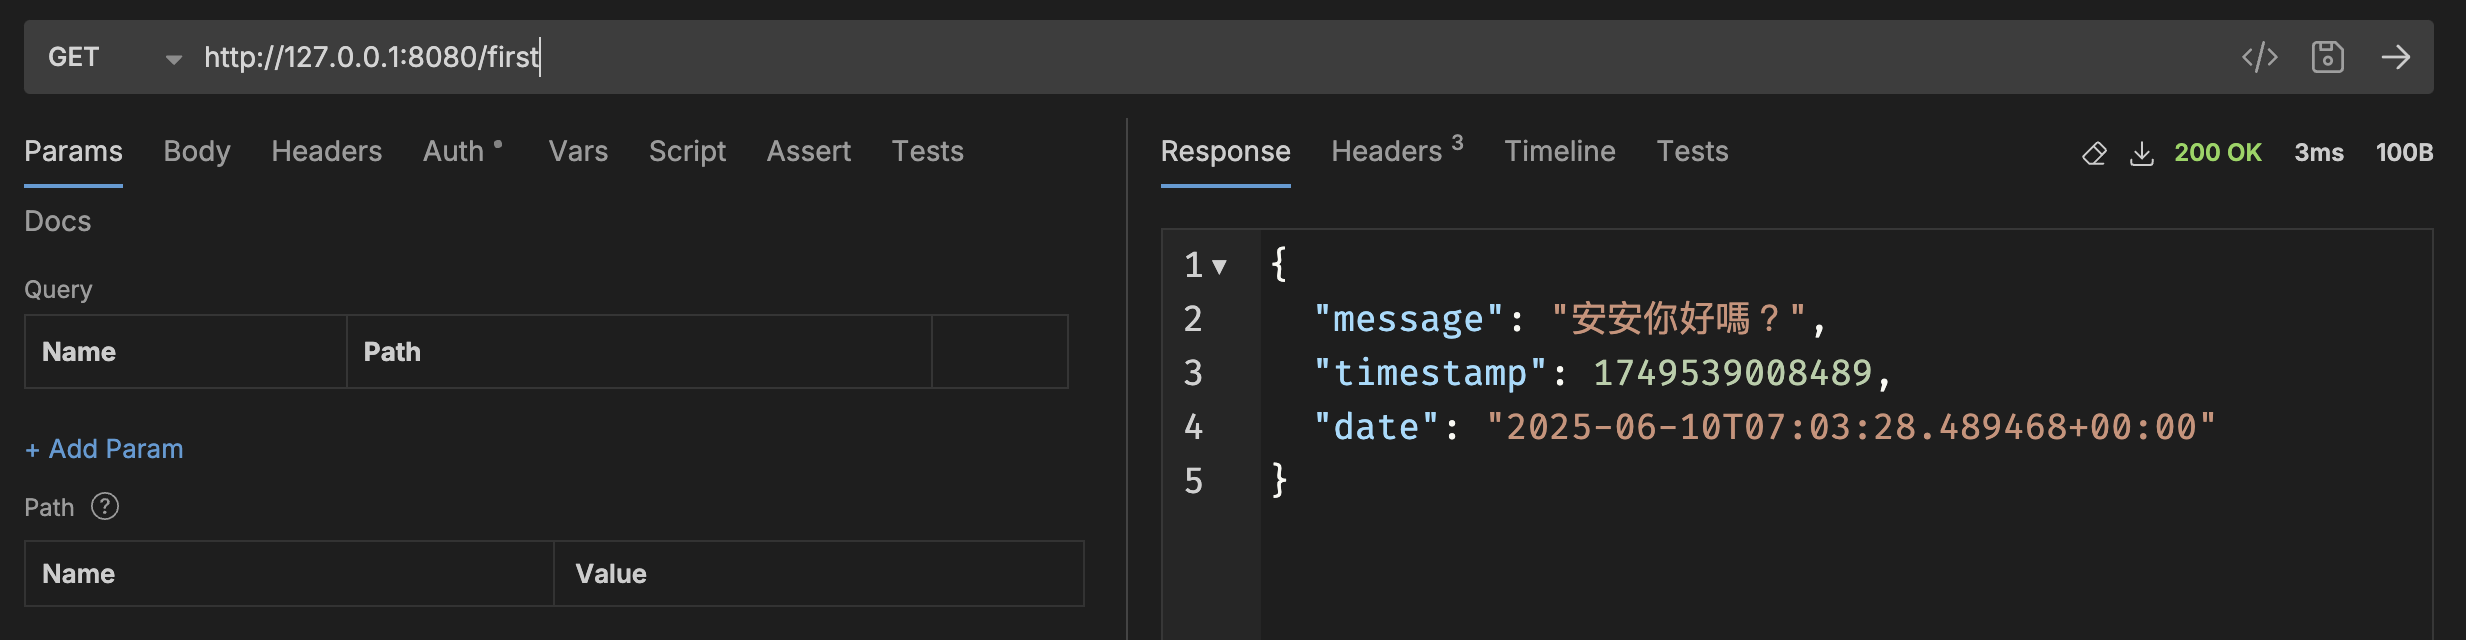 GET http://127.0.0.1:8080/first
Params Body Headers Auth Vars Script Assert Tests
Docs
Query
Name Path
+ Add Param
Path ?
Name Value
Response Headers 3 Timeline Tests 200 OK 3ms 100B
1 {
2 "message": "安安你好嗎？",
3 "timestamp": 1749539008489,
4 "date": "2025-06-10T07:03:28.489468+00:00"
5 }